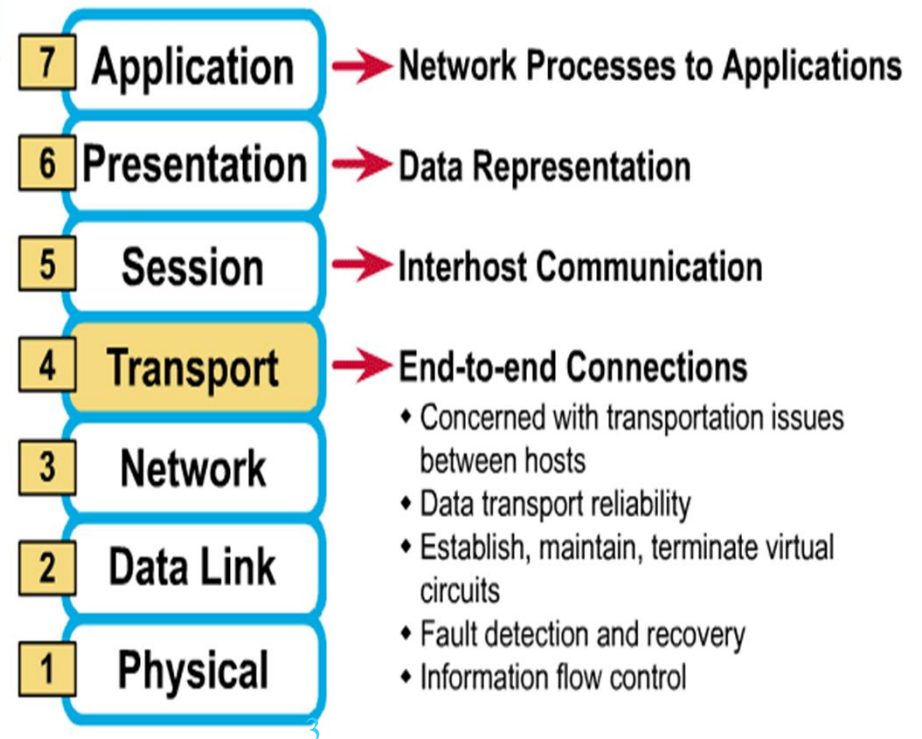 7 Application Network Processes to Applications
6 Presentation Data Representation
5 Session Interhost Communication
4 Transport End-to-end Connections
• Concerned with transportation issues
between hosts
3 Network
• Data transport reliability
• Establish, maintain, terminate virtual
2 Data Link
circuits
• Fault detection and recovery
1 Physical
• Information flow control
3